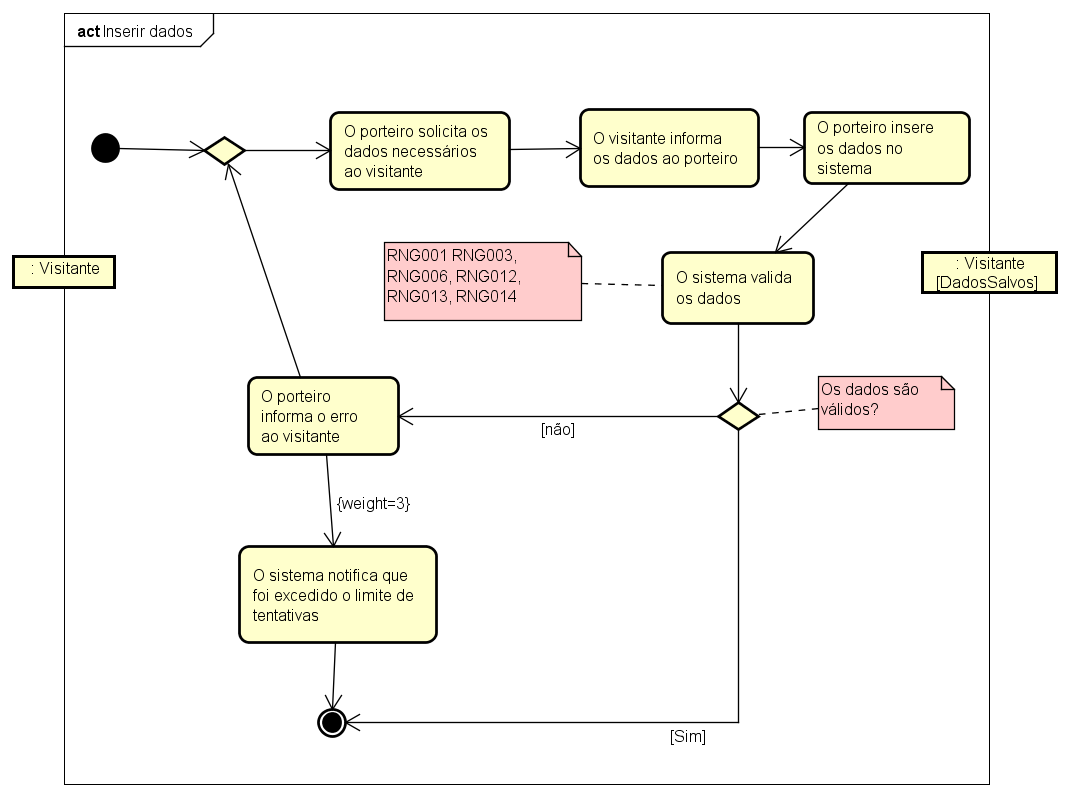 act Inserir dados
O porteiro solicita os
dados necessários
ao visitante
O visitante informa
os dados ao porteiro
O porteiro insere
os dados no
sistema
: Visitante
RNG001 RNG003,
RNG006, RNG012,
RNG013, RNG014
O sistema valida
os dados
: Visitante
[DadosSalvos]
O porteiro
informa o erro
ao visitante
[não]
Os dados são
válidos?
{weight=3}
O sistema notifica que
foi excedido o limite de
tentativas
[Sim]